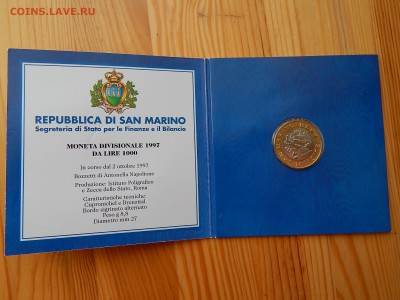 COINS.LAVE.RU
REPUBBLICA DI SAN MARINO
Segreteria di Stato per le Finanze e il Bilancio
MONETA DIVISIONALE 1997
DA LIRE 1000
In corso dal 2 ottobre 1997
Bozzetti di Antonella Napolione
Produzione: Istituto Poligrafico
e Zecca dello Stato, Roma
Caratteristiche tecniche:
Cupronichel e Bronzital
Bordo zigrinato alternato
Peso g 8,8
Diametro mm 27